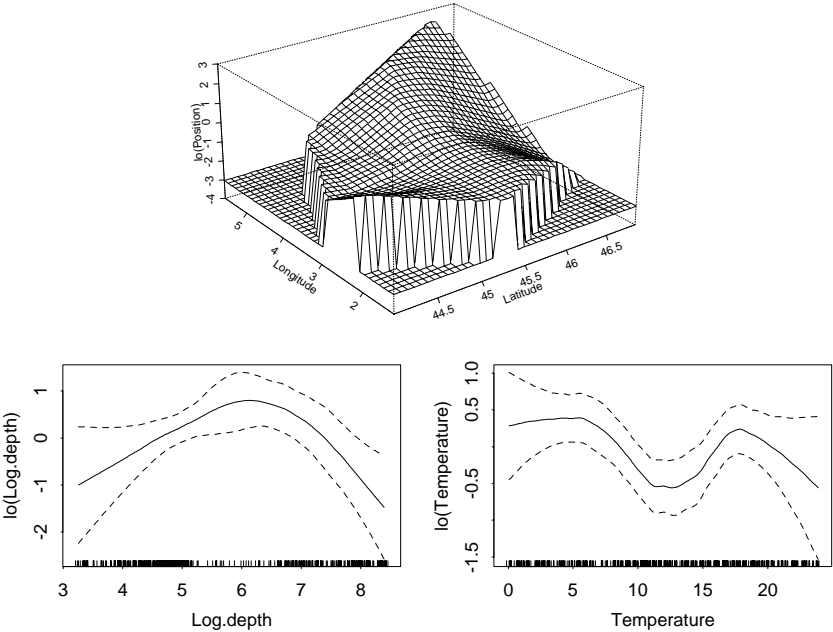 3
2
1
0
-1
-2
-3
-4
lo(Position)
5
4
3
2
Longitude
44.5
45
45.5
46
46.5
Latitude
1
0
-1
-2
lo(Log.depth)
3 4 5 6 7 8
Log.depth
1.0
0.5
-0.5
-1.5
lo(Temperature)
0 5 10 15 20
Temperature